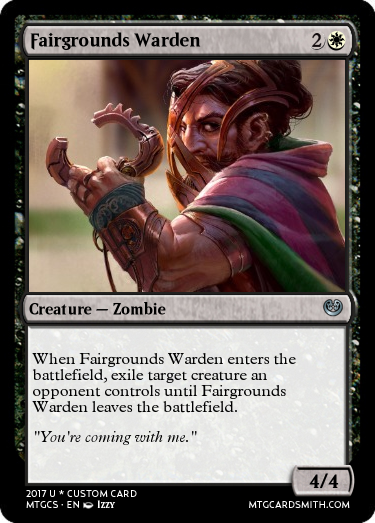 Fairgrounds Warden 2
Creature — Zombie
When Fairgrounds Warden enters the
battlefield, exile target creature an
opponent controls until Fairgrounds
Warden leaves the battlefield.
"You're coming with me."
4/4
2017 U * CUSTOM CARD
MTGCS · EN Izzy MTGCARDSMITH.COM